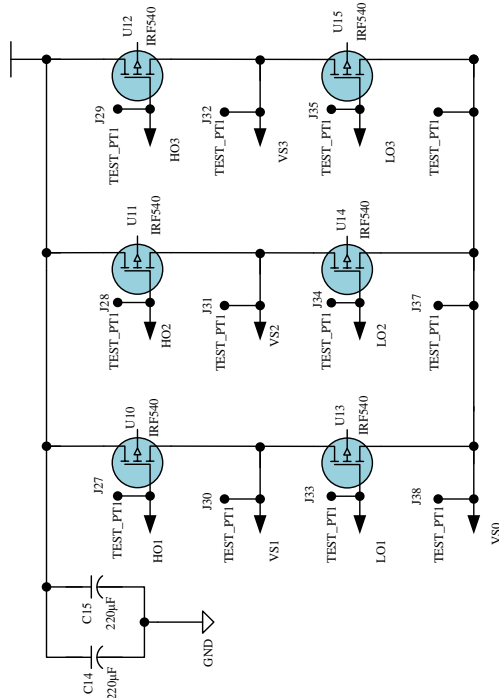 C14
220μF
C15
220μF
GND
J27
TEST_PT1
HO1
U10
IRF540
J28
TEST_PT1
HO2
U11
IRF540
J29
TEST_PT1
HO3
U12
IRF540
J30
TEST_PT1
VS1
J31
TEST_PT1
VS2
J32
TEST_PT1
VS3
J33
TEST_PT1
LO1
U13
IRF540
J34
TEST_PT1
LO2
U14
IRF540
J35
TEST_PT1
LO3
U15
IRF540
J38
TEST_PT1
VS0
J37
TEST_PT1
TEST_PT1